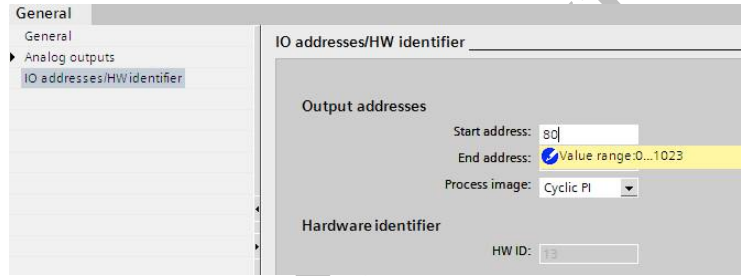 General
General
Analog outputs
IO addresses/HW identifier
IO addresses/HW identifier
Output addresses
Start address: 80
End address:
Value range:0...1023
Process image: Cyclic PI
Hardware identifier
HW ID: 13